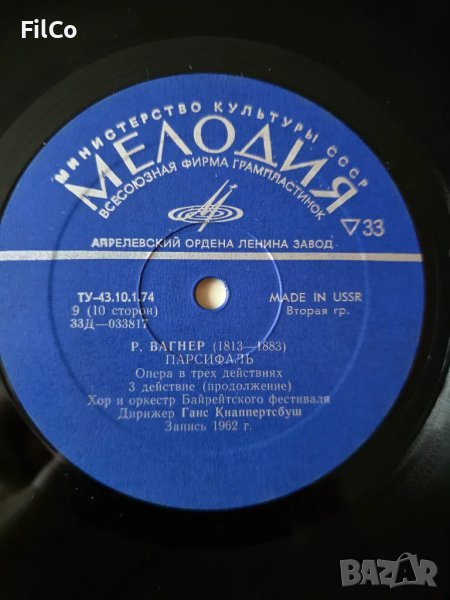 FilCo
МИНИСТЕРСТВО КУЛЬТУРЫ СССР
МЕЛОДИЯ
ВСЕСОЮЗНАЯ ФИРМА ГРАМПЛАСТИНОК
▽33
АПРЕЛЕВСКИЙ ОРДЕНА ЛЕНИНА ЗАВОД
ТУ-43.10.1.74
MADE IN USSR
9 (10 сторон)
Вторая гр.
33Д—033817
Р. ВАГНЕР (1813—1883)
ПАРСИФАЛЬ
Опера в трех действиях
3 действие (продолжение)
Хор и оркестр Байрейтского фестиваля
Дирижер Ганс Кнаппертсбуш
Запись 1962 г.
BAZAR
bg